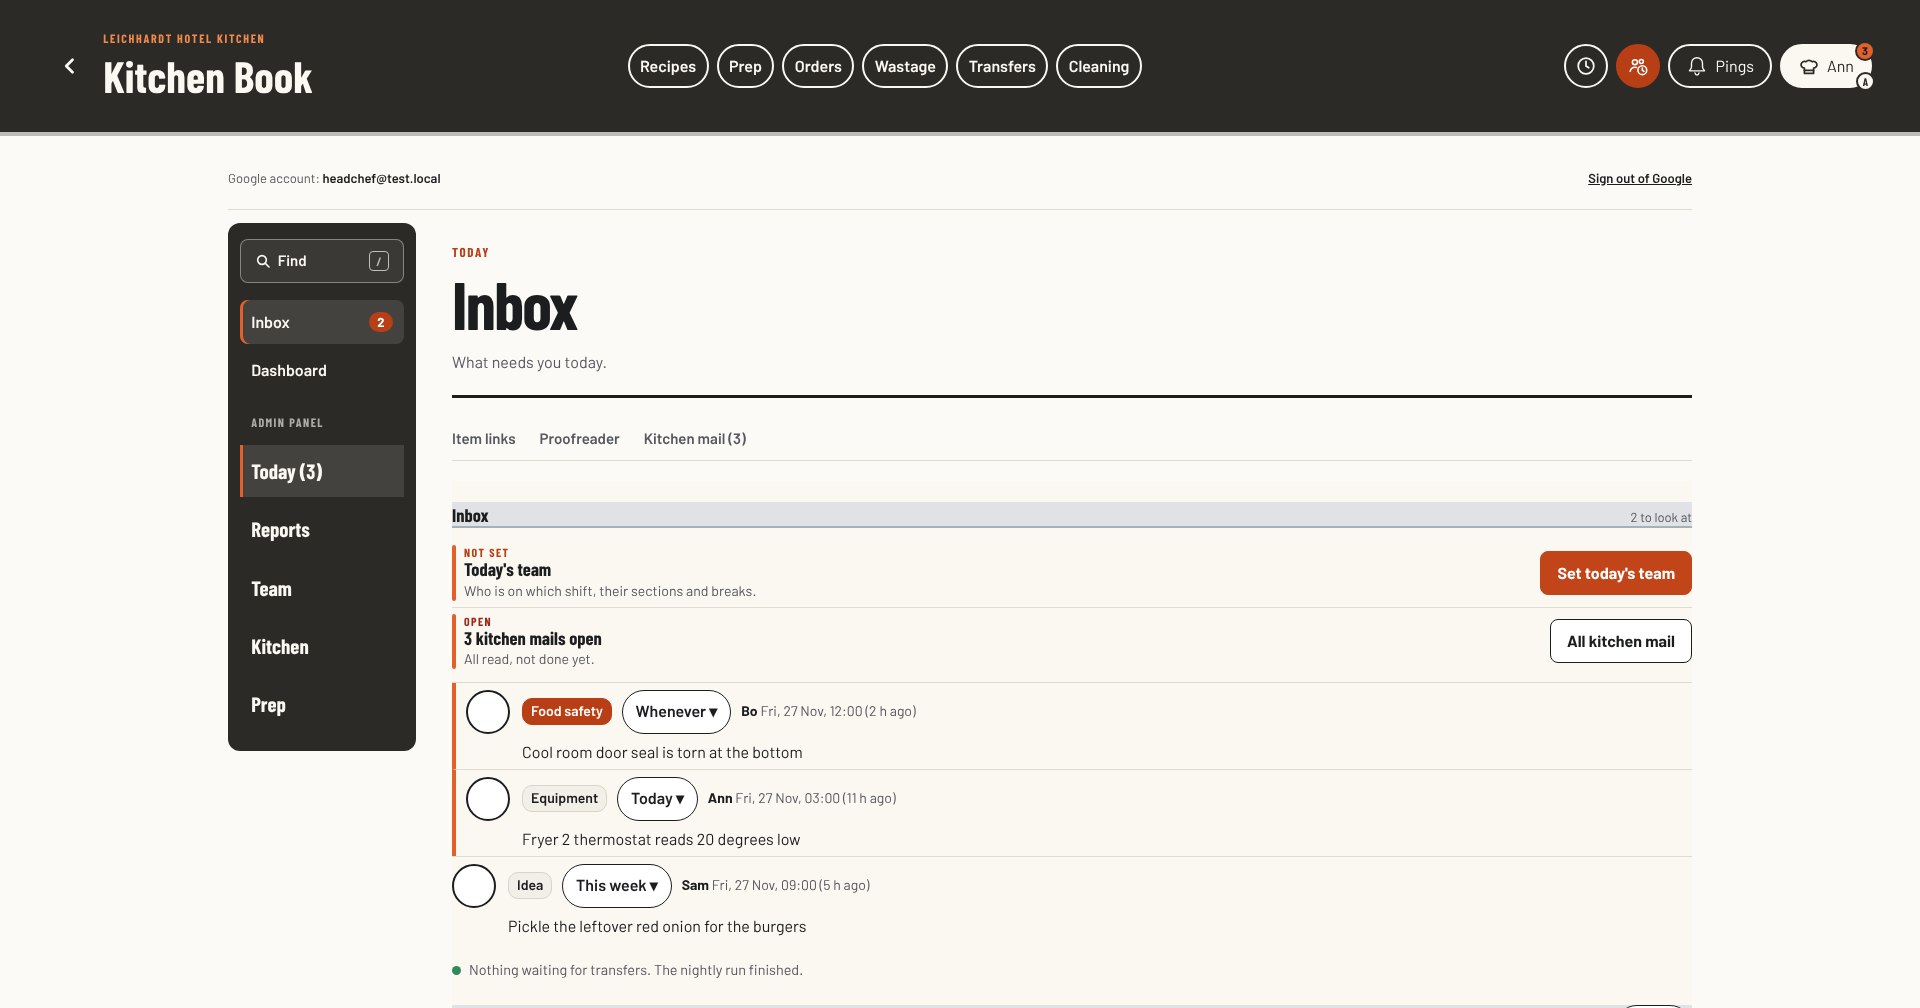 LEICHHARDT HOTEL KITCHEN
Kitchen Book
Recipes Prep Orders Wastage Transfers Cleaning
Pings
Ann
3
A
Google account: headchef@test.local
Sign out of Google
Find /
Inbox 2
Dashboard
ADMIN PANEL
Today (3)
Reports
Team
Kitchen
Prep
TODAY
Inbox
What needs you today.
Item links Proofreader Kitchen mail (3)
Inbox 2 to look at
NOT SET
Today's team
Who is on which shift, their sections and breaks.
Set today's team
OPEN
3 kitchen mails open
All read, not done yet.
All kitchen mail
Food safety Whenever ▾ Bo Fri, 27 Nov, 12:00 (2 h ago)
Cool room door seal is torn at the bottom
Equipment Today ▾ Ann Fri, 27 Nov, 03:00 (11 h ago)
Fryer 2 thermostat reads 20 degrees low
Idea This week ▾ Sam Fri, 27 Nov, 09:00 (5 h ago)
Pickle the leftover red onion for the burgers
Nothing waiting for transfers. The nightly run finished.